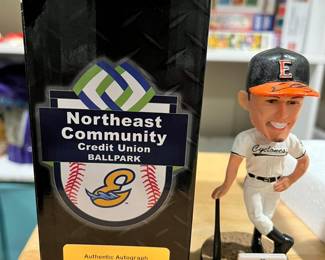 Northeast
Community
Credit Union
BALLPARK
E
Authentic Autograph
E
Cyclones